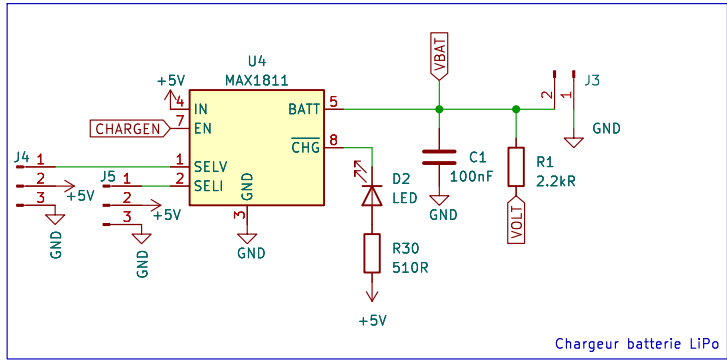 VBAT
U4
MAX1811
+5V
4 IN
BATT 5
2
1
J3
CHARGEN
7 EN
GND
CHG 8
J4
1
1 SELV
J5
1
2 SELI
2
+5V
2
+5V
3
3
GND
GND
3
GND
GND
D2
LED
C1
100nF
GND
R1
2.2kR
VOLT
R30
510R
+5V
Chargeur batterie LiPo